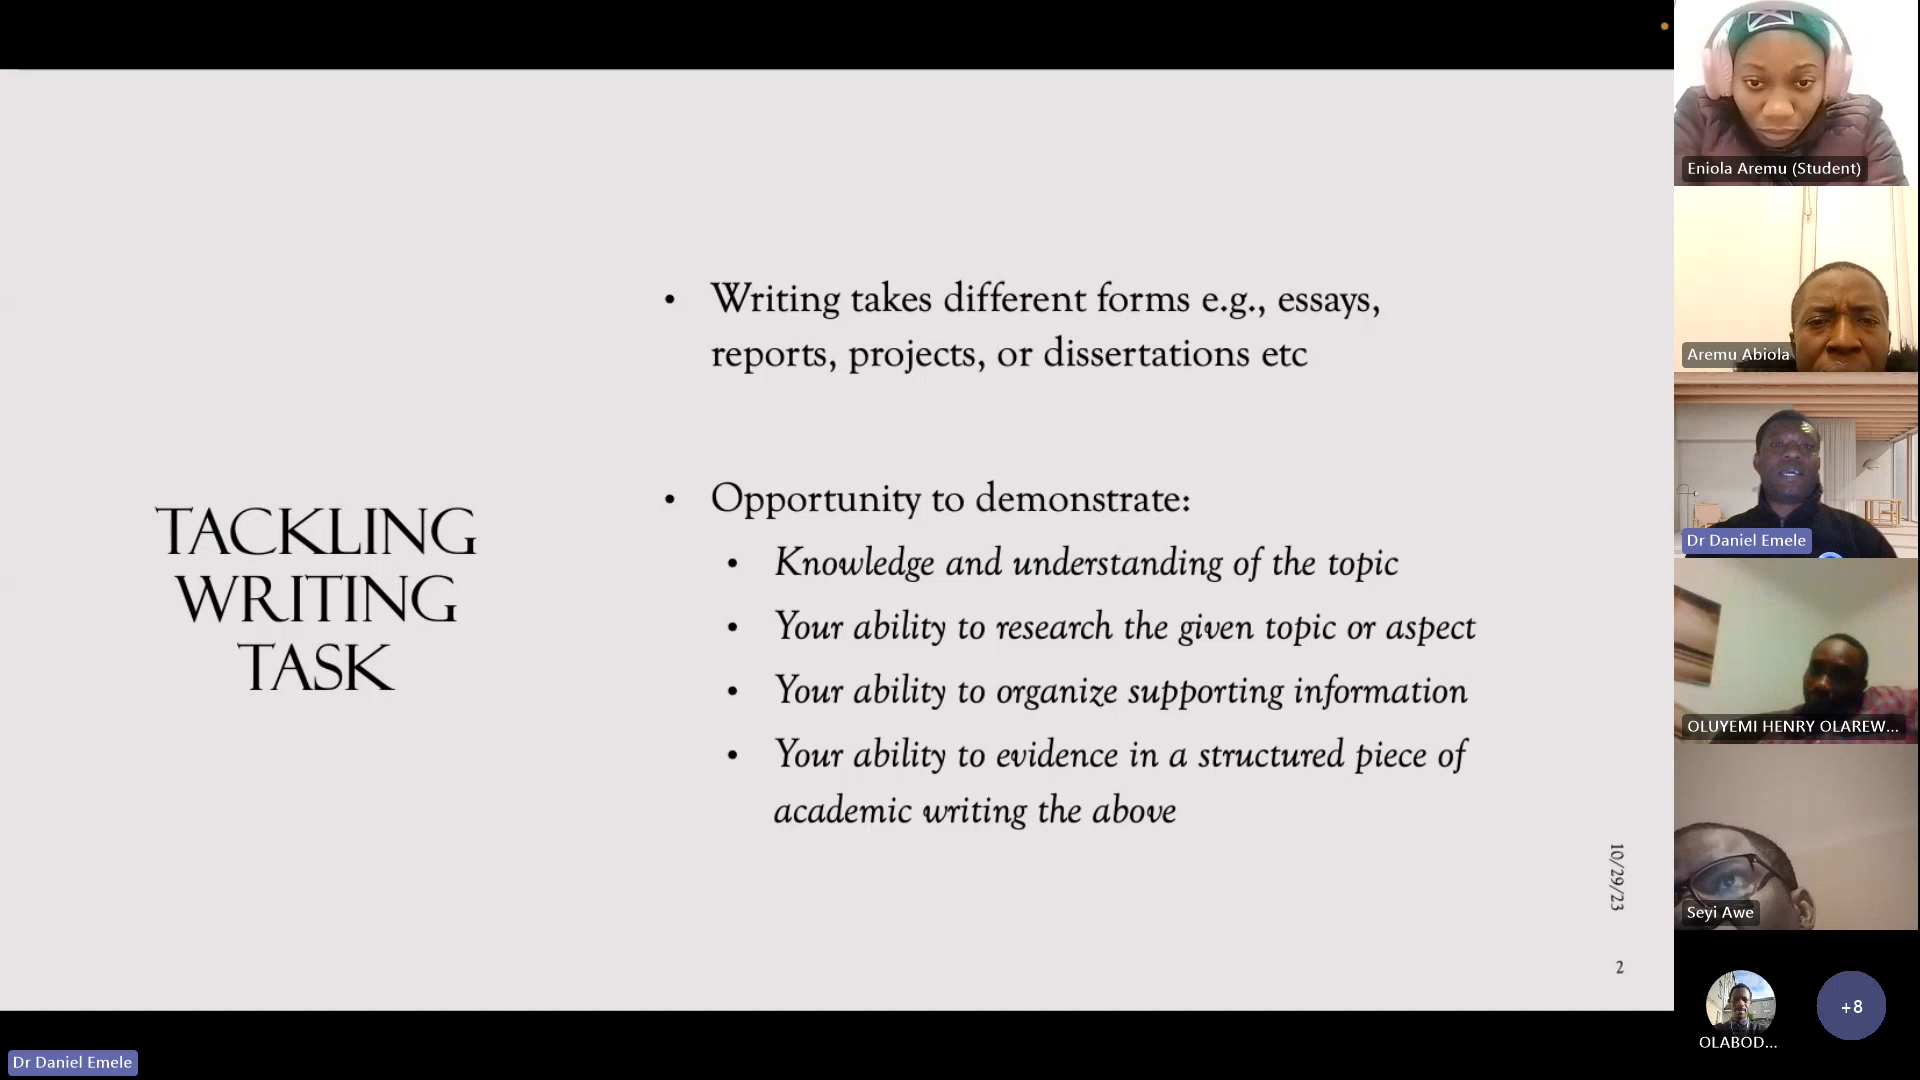 TACKLING
WRITING
TASK
• Writing takes different forms e.g., essays,
reports, projects, or dissertations etc
• Opportunity to demonstrate:
• Knowledge and understanding of the topic
• Your ability to research the given topic or aspect
• Your ability to organize supporting information
• Your ability to evidence in a structured piece of
academic writing the above
10/29/23
2
Eniola Aremu (Student)
Aremu Abiola
Dr Daniel Emele
OLUYEMI HENRY OLAREW...
Seyi Awe
OLABOD...
+8
Dr Daniel Emele